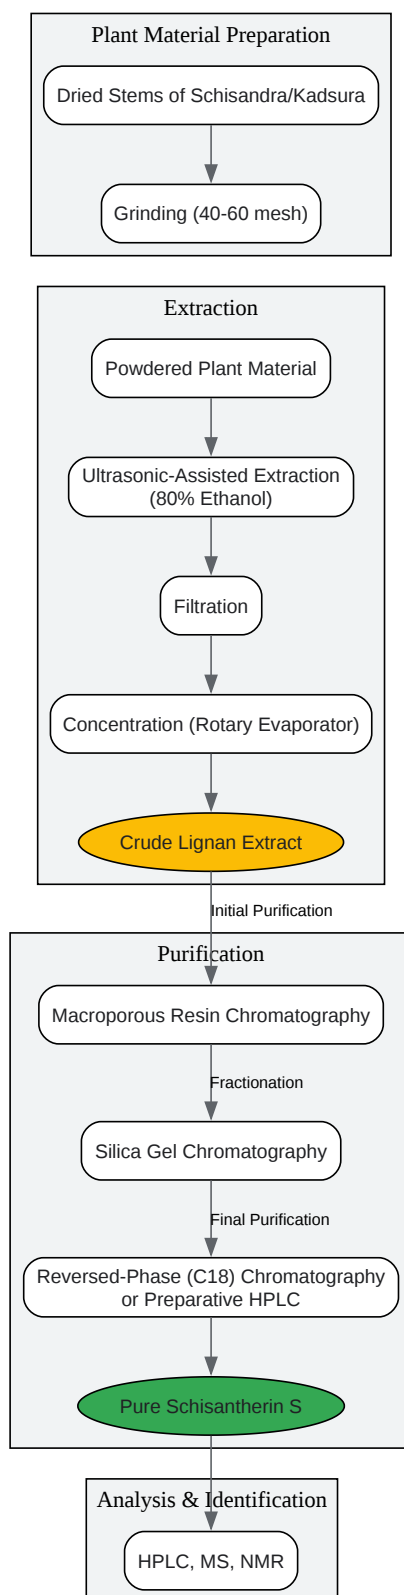 Plant Material Preparation
Dried Stems of Schisandra/Kadsura
Grinding (40-60 mesh)
Extraction
Powdered Plant Material
Ultrasonic-Assisted Extraction
(80% Ethanol)
Filtration
Concentration (Rotary Evaporator)
Crude Lignan Extract
Initial Purification
Purification
Macroporous Resin Chromatography
Fractionation
Silica Gel Chromatography
Final Purification
Reversed-Phase (C18) Chromatography
or Preparative HPLC
Pure Schisantherin S
Analysis & Identification
HPLC, MS, NMR